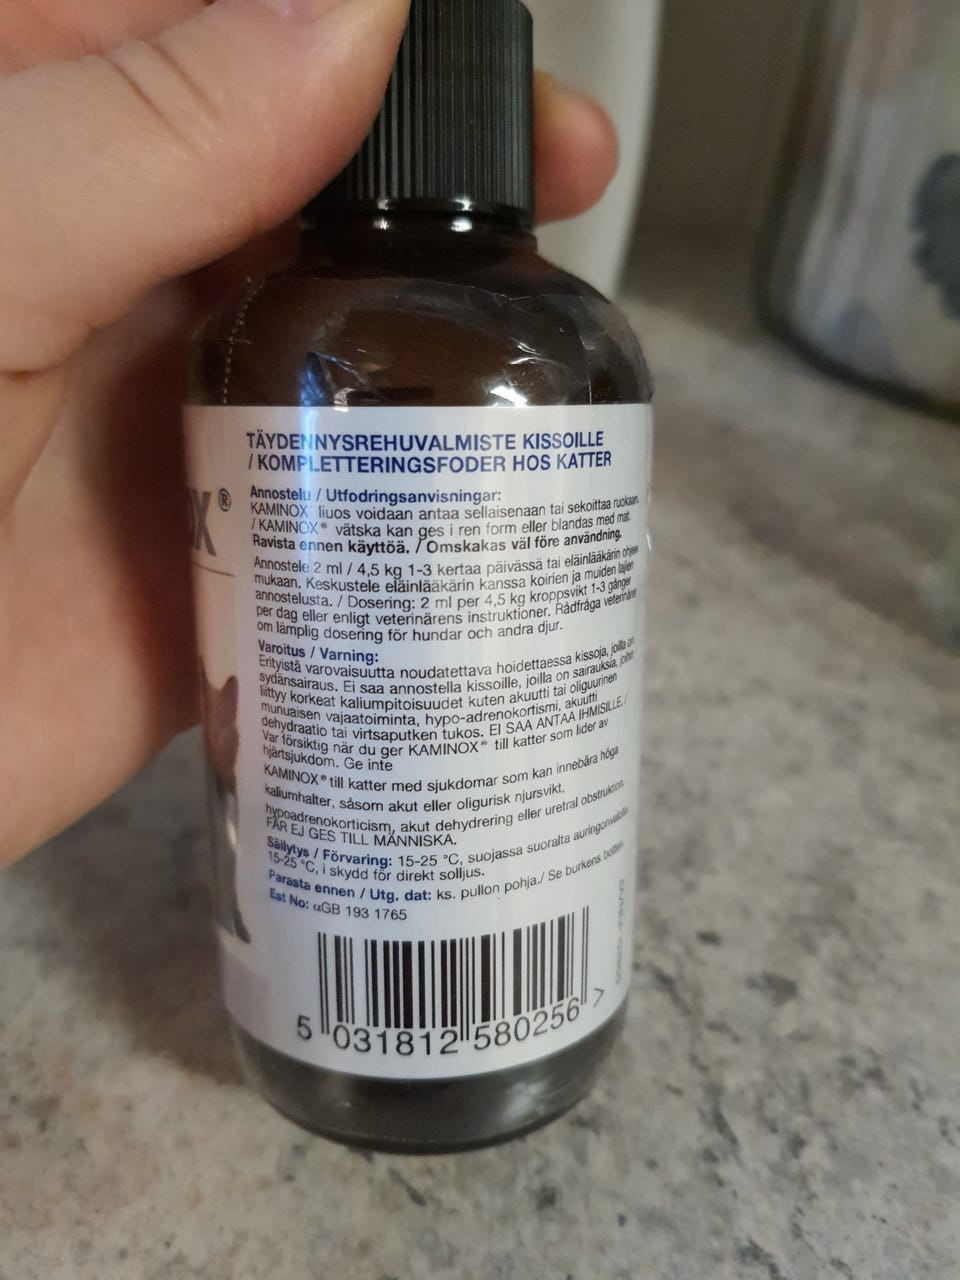 TÄYDENNYSREHUVALMISTE KISSOILLE
/ KOMPLETTERINGSFODER HOS KATTER
X®
Annostelu / Utfodringsanvisningar:
KAMINOX liuos voidaan antaa sellaisenaan tai sekoittaa ruokaan.
/ KAMINOX® vätska kan ges i ren form eller blandas med mat.
Ravista ennen käyttöä. / Omskakas väl före användning.
Annostele 2 ml / 4,5 kg 1-3 kertaa päivässä tai eläinlääkärin ohjeen
mukaan. Keskustele eläinlääkärin kanssa koirien ja muiden lajien
annostelusta. / Dosering: 2 ml per 4,5 kg kroppsvikt 1-3 gånger
per dag eller enligt veterinärens instruktioner. Rådfråga veterinären
om lämplig dosering för hundar och andra djur.
Varoitus / Varning:
Erityistä varovaisuutta noudatettava hoidettaessa kissoja, joilla on
sydänsairaus. Ei saa annostella kissoille, joilla on sairauksia, joihin
liittyy korkeat kaliumpitoisuudet kuten akuutti tai oliguurinen
munuaisen vajaatoiminta, hypo-adrenokortismi, akuutti
dehydraatio tai virtsaputken tukos. EI SAA ANTAA IHMISILLE. /
Var försiktig när du ger KAMINOX® till katter som lider av
hjärtsjukdom. Ge inte
KAMINOX® till katter med sjukdomar som kan innebära höga
kaliumhalter, såsom akut eller oligurisk njursvikt,
hypoadrenokorticism, akut dehydrering eller uretral obstruktion.
FÅR EJ GES TILL MÄNNISKA.
Säilytys / Förvaring: 15-25 °C, suojassa suoralta auringonvalolta.
15-25 °C, i skydd för direkt solljus.
Parasta ennen / Utg. dat: ks. pullon pohja./ Se burkens botten.
Est No: αGB 193 1765
5 031812 580256 >